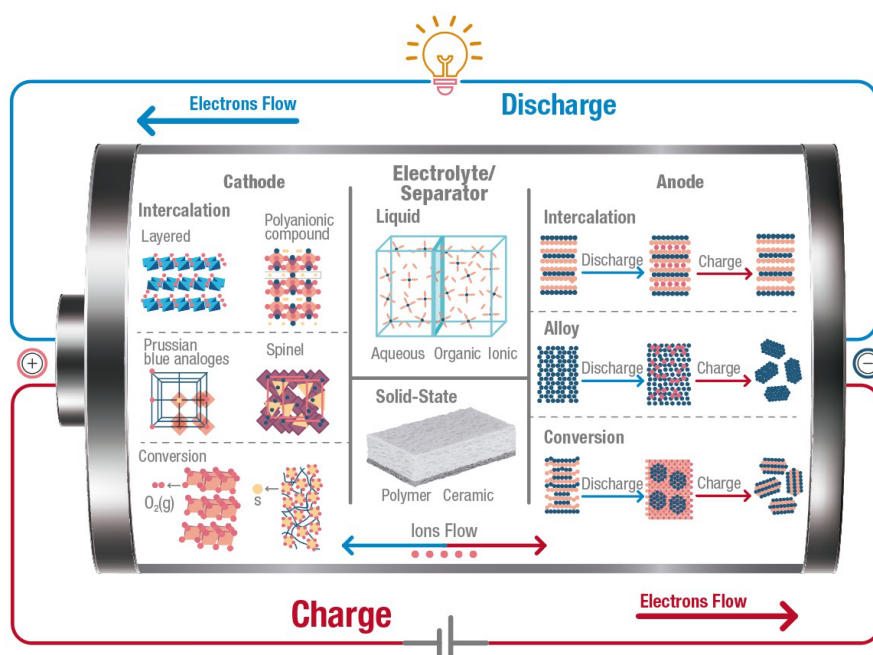 Electrons Flow
Discharge
Cathode
Electrolyte/
Separator
Anode
Intercalation
Layered
Polyanionic
compound
Liquid
Intercalation
Discharge
Charge
Aqueous Organic Ionic
Prussian
blue analoges
Spinel
Alloy
Discharge
Charge
+
−
Solid-State
Polymer Ceramic
Conversion
O₂(g)
S
Conversion
Discharge
Charge
Ions Flow
Charge
Electrons Flow